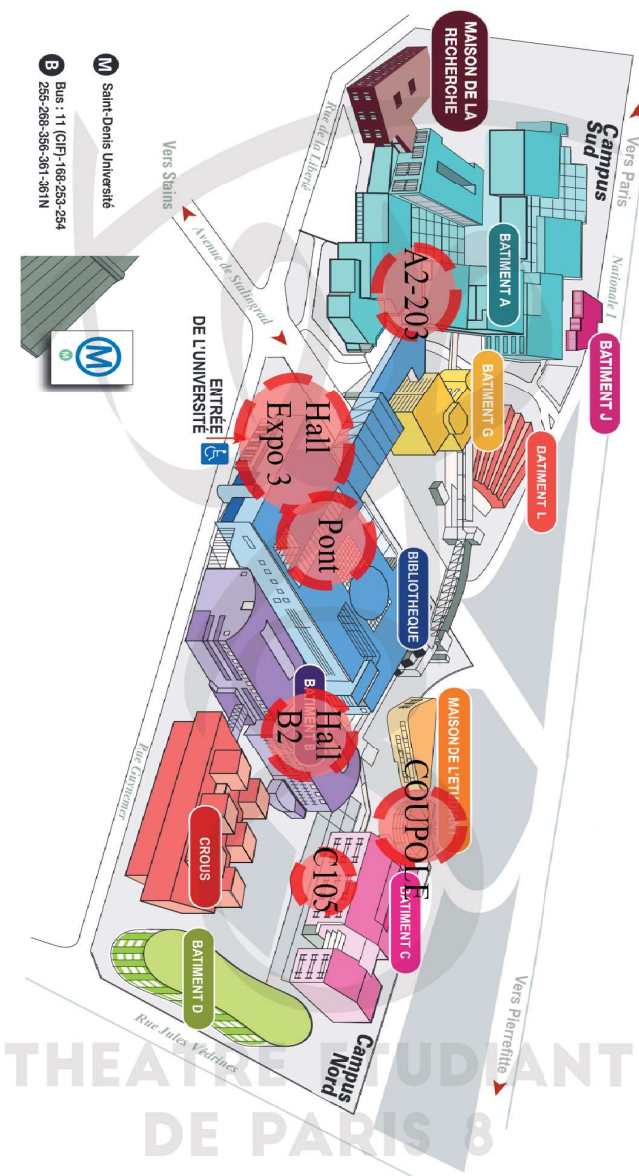 MAISON DE LA
RECHERCHE
Campus
Sud
Vers Paris
Nationale 1
BATIMENT J
BATIMENT A
Rue de la Liberté
A2-203
BATIMENT G
BATIMENT L
Vers Stains
Avenue de Stalingrad
ENTRÉE
DE L'UNIVERSITÉ
Hall
Expo 3
Pont
BIBLIOTHEQUE
BATIMENT B
Hall
B2
MAISON DE L'ETUDIANT
COUPOLE
C105
BATIMENT C
CROUS
Rue Guynemer
BATIMENT D
Rue Jules Védrines
Campus
Nord
Vers Pierrefitte
M Saint-Denis Université
B Bus : 11 (CIF)-168-253-254
255-268-356-361-361N
M
M
THEATRE ETUDIANT
DE PARIS 8